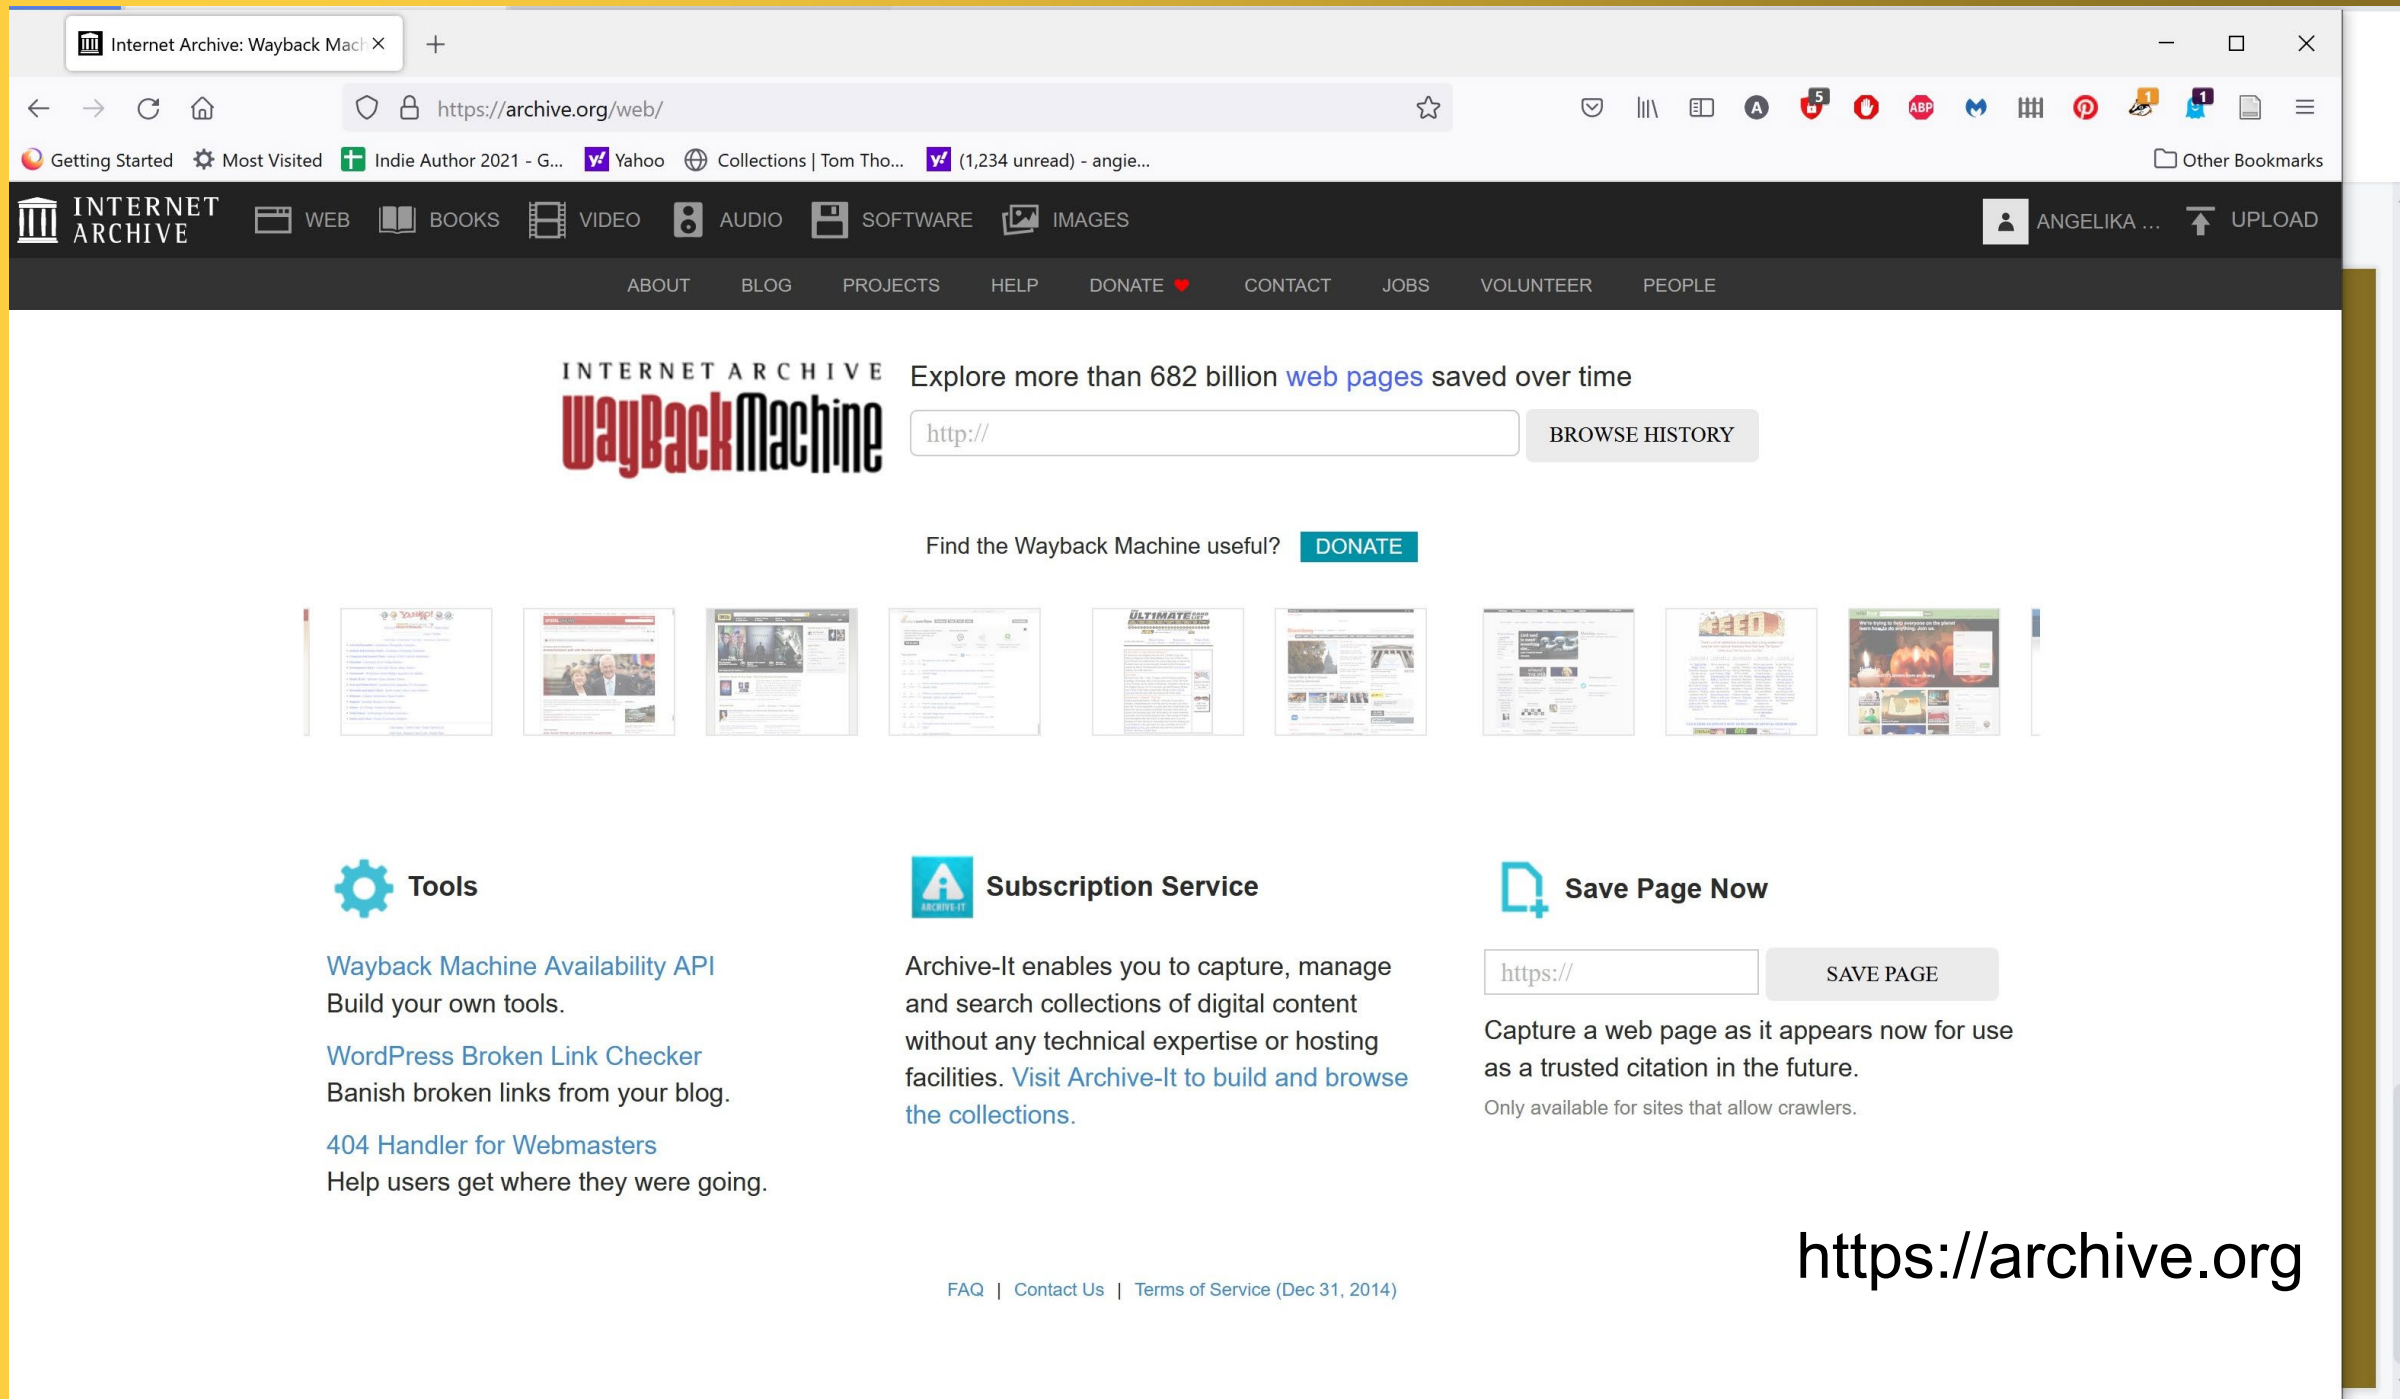 Internet Archive: Wayback Mach
https://archive.org/web/
5
ABP
1
1
Getting Started
Most Visited
Indie Author 2021 - G...
Yahoo
Collections | Tom Tho...
(1,234 unread) - angie...
Other Bookmarks
INTERNET
ARCHIVE
WEB
BOOKS
VIDEO
AUDIO
SOFTWARE
IMAGES
ANGELIKA ...
UPLOAD
ABOUT
BLOG
PROJECTS
HELP
DONATE
CONTACT
JOBS
VOLUNTEER
PEOPLE
INTERNET ARCHIVE
WayBackMachine
Explore more than 682 billion web pages saved over time
http://
BROWSE HISTORY
Find the Wayback Machine useful?
DONATE
Tools
Wayback Machine Availability API
Build your own tools.
WordPress Broken Link Checker
Banish broken links from your blog.
404 Handler for Webmasters
Help users get where they were going.
ARCHIVE-IT
Subscription Service
Archive-It enables you to capture, manage
and search collections of digital content
without any technical expertise or hosting
facilities. Visit Archive-It to build and browse
the collections.
Save Page Now
https://
SAVE PAGE
Capture a web page as it appears now for use
as a trusted citation in the future.
Only available for sites that allow crawlers.
https://archive.org
FAQ | Contact Us | Terms of Service (Dec 31, 2014)